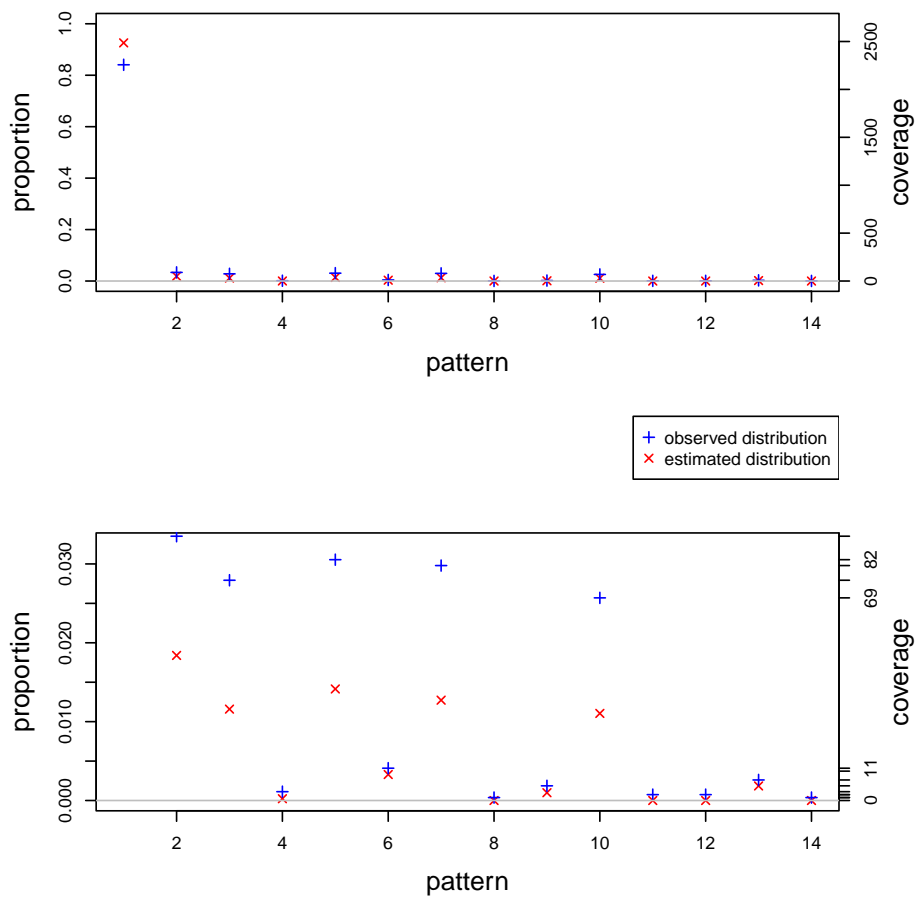 proportion
0.0 0.2 0.4 0.6 0.8 1.0
coverage
0 500 1500 2500
2 4 6 8 10 12 14
pattern
observed distribution
estimated distribution
proportion
0.000 0.010 0.020 0.030
coverage
0 11 69 82
2 4 6 8 10 12 14
pattern